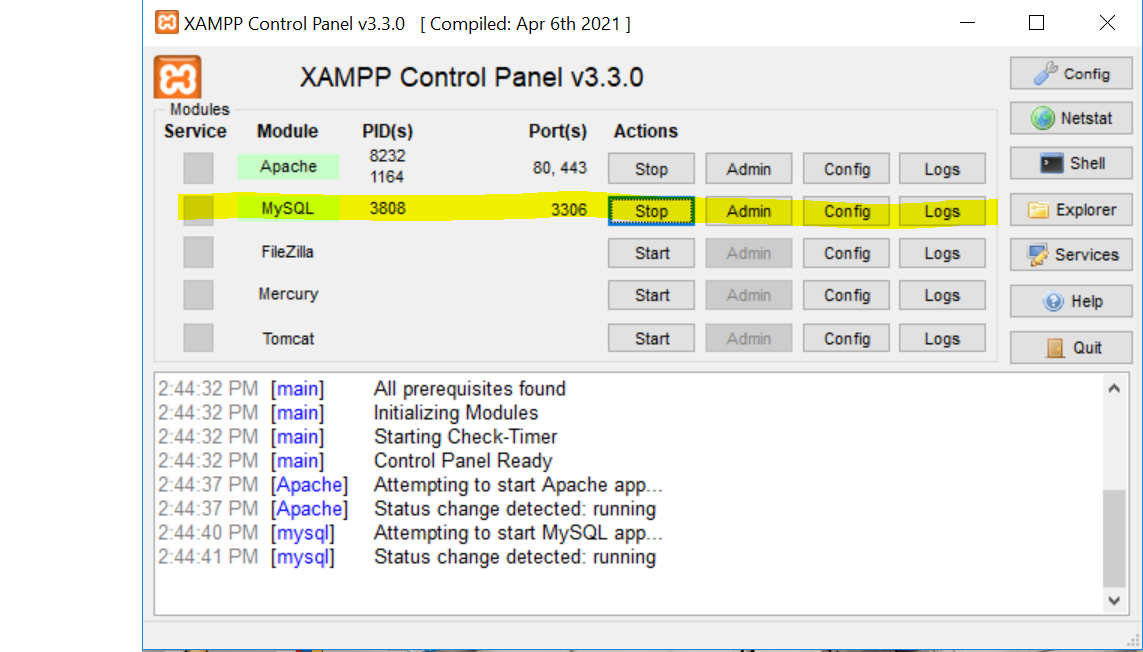 XAMPP Control Panel v3.3.0 [ Compiled: Apr 6th 2021 ]
XAMPP Control Panel v3.3.0
Config
Modules
Service Module PID(s) Port(s) Actions
Netstat
Apache 8232 1164 80, 443 Stop Admin Config Logs
Shell
MySQL 3808 3306 Stop Admin Config Logs
Explorer
FileZilla Start Admin Config Logs
Services
Mercury Start Admin Config Logs
Help
Tomcat Start Admin Config Logs
Quit
2:44:32 PM [main] All prerequisites found
2:44:32 PM [main] Initializing Modules
2:44:32 PM [main] Starting Check-Timer
2:44:32 PM [main] Control Panel Ready
2:44:37 PM [Apache] Attempting to start Apache app...
2:44:37 PM [Apache] Status change detected: running
2:44:40 PM [mysql] Attempting to start MySQL app...
2:44:41 PM [mysql] Status change detected: running